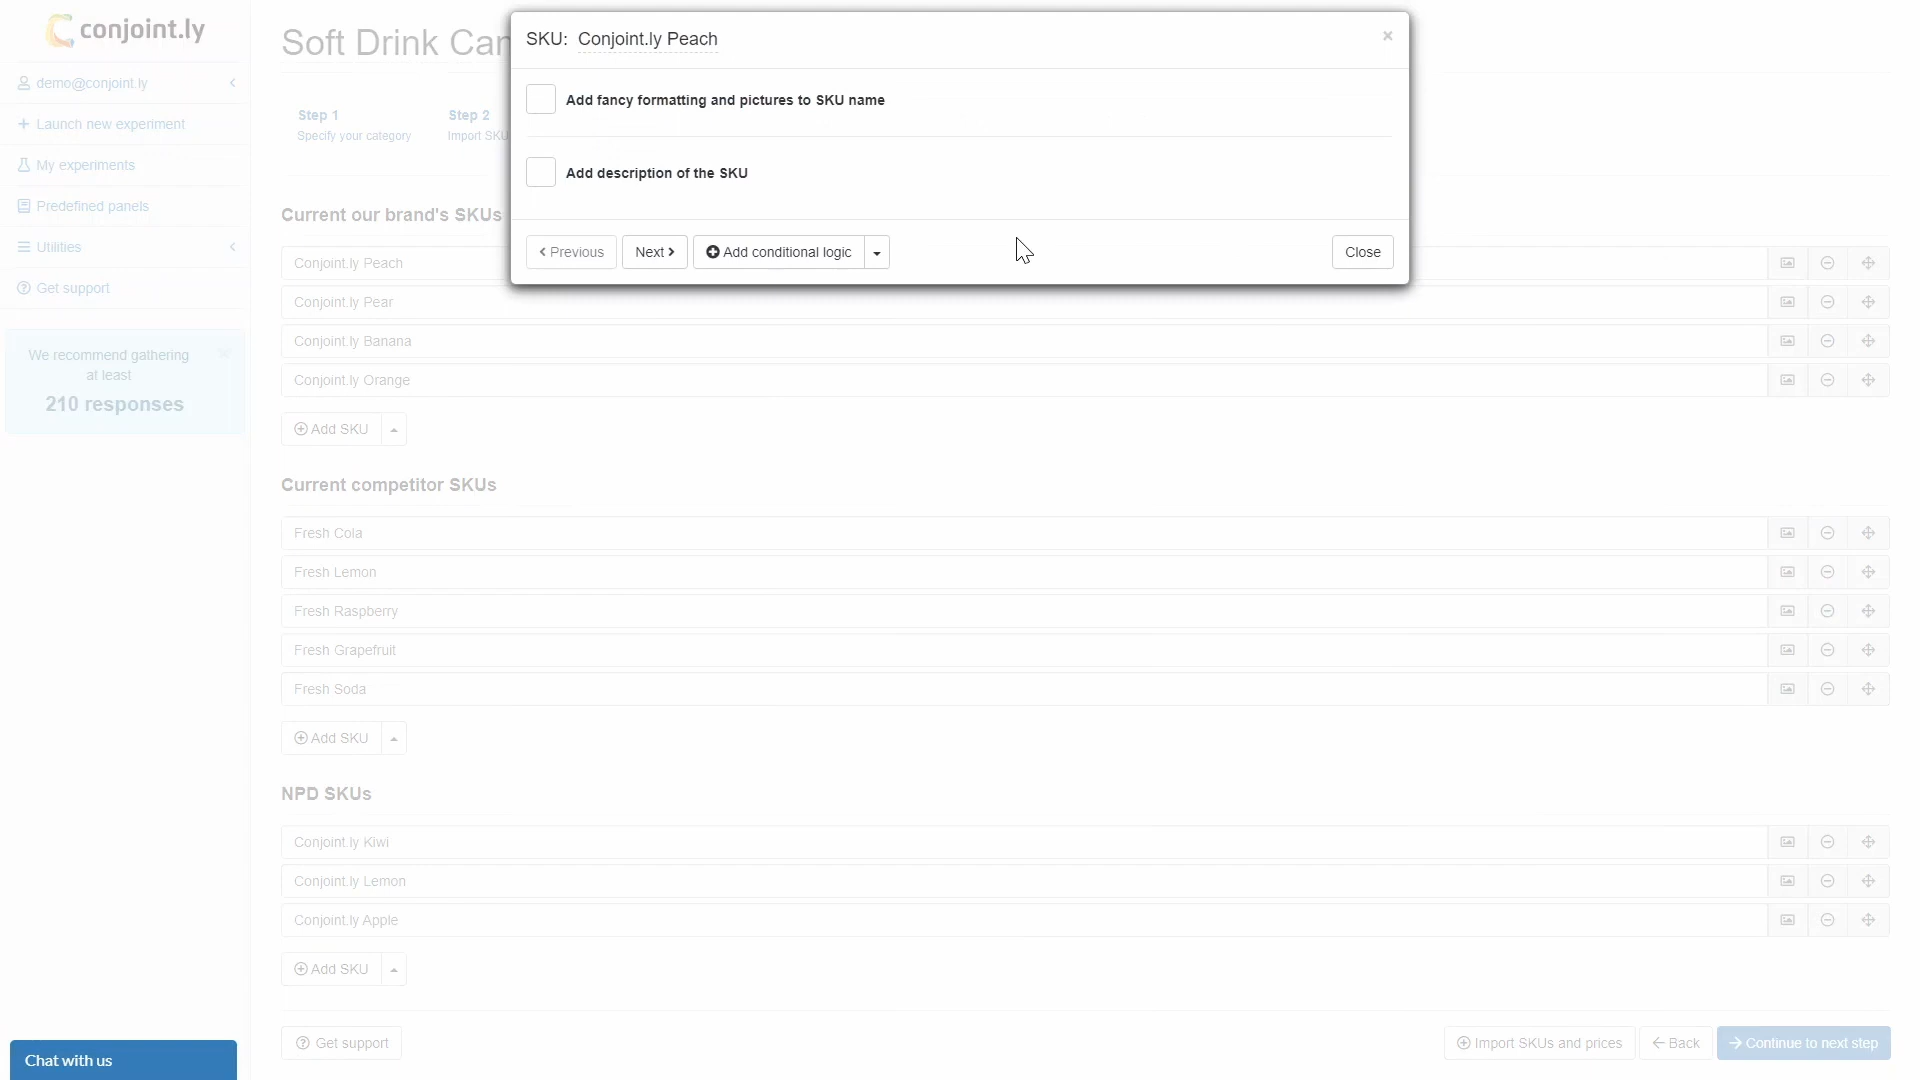 conjoint.ly
demo@conjoint.ly
Launch new experiment
My experiments
Predefined panels
Utilities
Get support
We recommend gathering
at least
210 responses
Chat with us
Soft Drink Can
Step 1
Specify your category
Step 2
Import SKU
SKU: Conjoint.ly Peach
×
Add fancy formatting and pictures to SKU name
Add description of the SKU
Previous
Next
Add conditional logic
Close
Current our brand's SKUs
Conjoint.ly Peach
Conjoint.ly Pear
Conjoint.ly Banana
Conjoint.ly Orange
Add SKU
Current competitor SKUs
Fresh Cola
Fresh Lemon
Fresh Raspberry
Fresh Grapefruit
Fresh Soda
Add SKU
NPD SKUs
Conjoint.ly Kiwi
Conjoint.ly Lemon
Conjoint.ly Apple
Add SKU
Get support
Import SKUs and prices
Back
Continue to next step